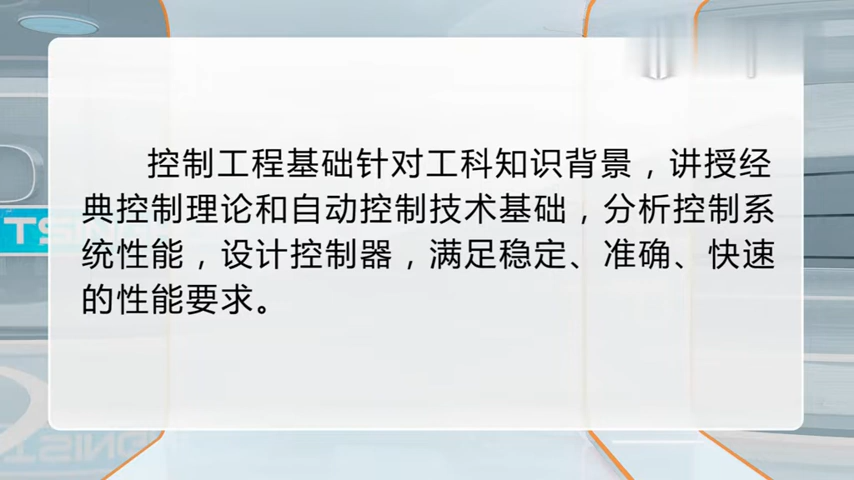 控制工程基础针对工科知识背景，讲授经
典控制理论和自动控制技术基础，分析控制系
统性能，设计控制器，满足稳定、准确、快速
的性能要求。
TSING